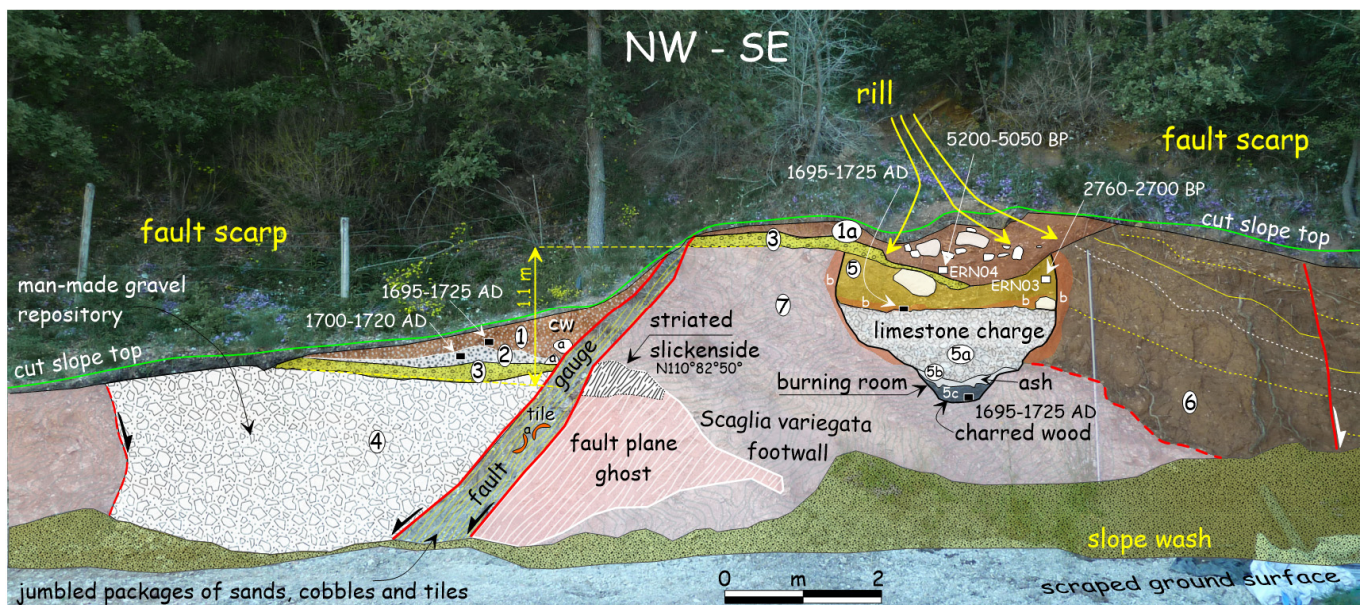 NW - SE
rill
5200-5050 BP
fault scarp
1695-1725 AD
2760-2700 BP
fault scarp
cut slope top
1a
3
man-made gravel
repository
1.1 m
5
ERN04
ERN03
1695-1725 AD
1700-1720 AD
1
cw
a
striated
slickenside
N110°82°50°
7
b
b
b
b
limestone charge
2
a
3
cut slope top
gauge
5a
5b
ash
burning room
5c
6
tile
a
4
Scaglia variegata
footwall
1695-1725 AD
charred wood
fault plane
ghost
fault
slope wash
jumbled packages of sands, cobbles and tiles
0 m 2
scraped ground surface